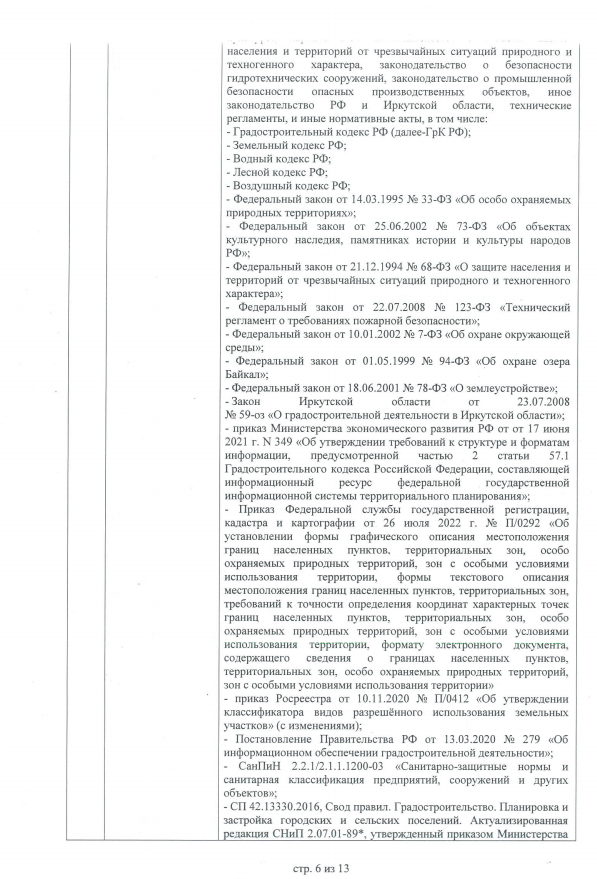 населения и территорий от чрезвычайных ситуаций природного и
техногенного характера, законодательство о безопасности
гидротехнических сооружений, законодательство о промышленной
безопасности опасных производственных объектов, иное
законодательство РФ и Иркутской области, технические
регламенты, и иные нормативные акты, в том числе:
- Градостроительный кодекс РФ (далее-ГрК РФ);
- Земельный кодекс РФ;
- Водный кодекс РФ;
- Лесной кодекс РФ;
- Воздушный кодекс РФ;
- Федеральный закон от 14.03.1995 № 33-ФЗ «Об особо охраняемых
природных территориях»;
- Федеральный закон от 25.06.2002 № 73-ФЗ «Об объектах
культурного наследия, памятниках истории и культуры народов
РФ»;
- Федеральный закон от 21.12.1994 № 68-ФЗ «О защите населения и
территорий от чрезвычайных ситуаций природного и техногенного
характера»;
- Федеральный закон от 22.07.2008 № 123-ФЗ «Технический
регламент о требованиях пожарной безопасности»;
- Федеральный закон от 10.01.2002 № 7-ФЗ «Об охране окружающей
среды»;
- Федеральный закон от 01.05.1999 № 94-ФЗ «Об охране озера
Байкал»;
- Федеральный закон от 18.06.2001 № 78-ФЗ «О землеустройстве»;
- Закон Иркутской области от 23.07.2008
№ 59-оз «О градостроительной деятельности в Иркутской области»;
- приказ Министерства экономического развития РФ от от 17 июня
2021 г. N 349 «Об утверждении требований к структуре и форматам
информации, предусмотренной частью 2 статьи 57.1
Градостроительного кодекса Российской Федерации, составляющей
информационный ресурс федеральной государственной
информационной системы территориального планирования»;
- Приказ Федеральной службы государственной регистрации,
кадастра и картографии от 26 июля 2022 г. № П/0292 «Об
установлении формы графического описания местоположения
границ населенных пунктов, территориальных зон, особо
охраняемых природных территорий, зон с особыми условиями
использования территории, формы текстового описания
местоположения границ населенных пунктов, территориальных зон,
требований к точности определения координат характерных точек
границ населенных пунктов, территориальных зон, особо
охраняемых природных территорий, зон с особыми условиями
использования территории, формату электронного документа,
содержащего сведения о границах населенных пунктов,
территориальных зон, особо охраняемых природных территорий,
зон с особыми условиями использования территории»
- приказ Росреестра от 10.11.2020 № П/0412 «Об утверждении
классификатора видов разрешённого использования земельных
участков» (с изменениями);
- Постановление Правительства РФ от 13.03.2020 № 279 «Об
информационном обеспечении градостроительной деятельности»;
- СанПиН 2.2.1/2.1.1.1200-03 «Санитарно-защитные нормы и
санитарная классификация предприятий, сооружений и других
объектов»;
- СП 42.13330.2016, Свод правил. Градостроительство. Планировка и
застройка городских и сельских поселений. Актуализированная
редакция СНиП 2.07.01-89*, утвержденный приказом Министерства
стр. 6 из 13